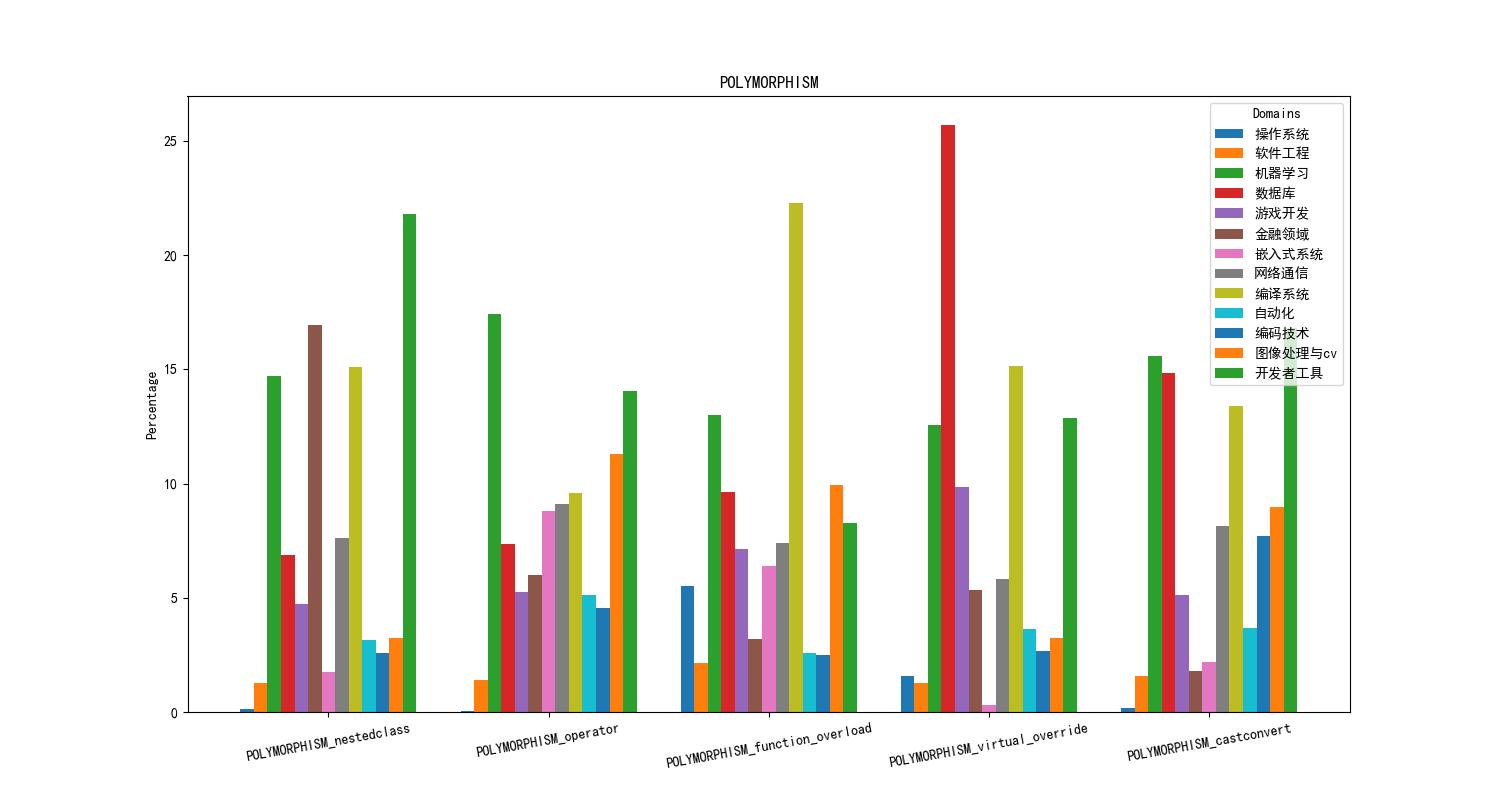 POLYMORPHISM
Percentage
25
20
15
10
5
0
Domains
操作系统
软件工程
机器学习
数据库
游戏开发
金融领域
嵌入式系统
网络通信
编译系统
自动化
编码技术
图像处理与cv
开发者工具
POLYMORPHISM_nestedclass
POLYMORPHISM_operator
POLYMORPHISM_function_overload
POLYMORPHISM_virtual_override
POLYMORPHISM_castconvert